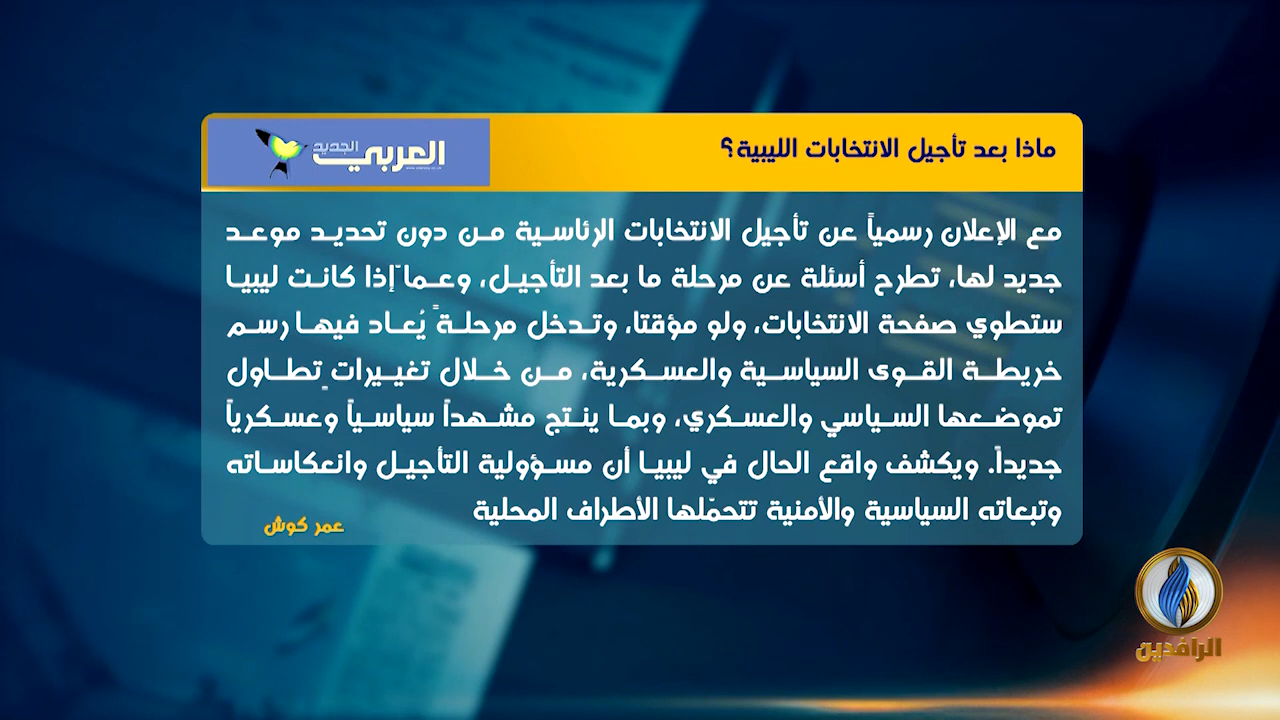 ماذا بعد تأجيل الانتخابات الليبية؟
العربي الجديد
مع الإعلان رسمياً عن تأجيل الانتخابات الرئاسية من دون تحديد موعد
جديد لها، تطرح أسئلة عن مرحلة ما بعد التأجيل، وعما َإذا كانت ليبيا
ستطوي صفحة الانتخابات، ولو مؤقتا، وتدخل مرحلة ًيُعاد فيها رسم
خريطة القوى السياسية والعسكرية، من خلال تغييرات ٍتطاول
تموضعها السياسي والعسكري، وبما ينتج مشهداً سياسياً وعسكرياً
جديداً. ويكشف واقع الحال في ليبيا أن مسؤولية التأجيل وانعكاساته
وتبعاته السياسية والأمنية تتحمّلها الأطراف المحلية
عمر كوش
الرافدين